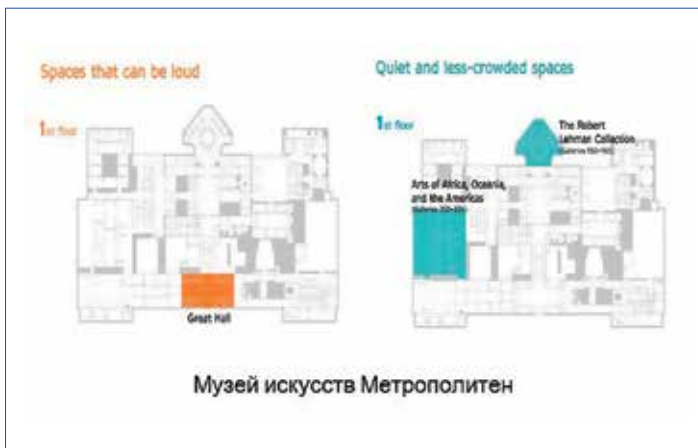 Spaces that can be loud
1st floor
Great Hall
Quiet and less-crowded spaces
1st floor
The Robert
Lehman Collection
Arts of Africa, Oceania,
and the Americas
Музей искусств Метрополитен